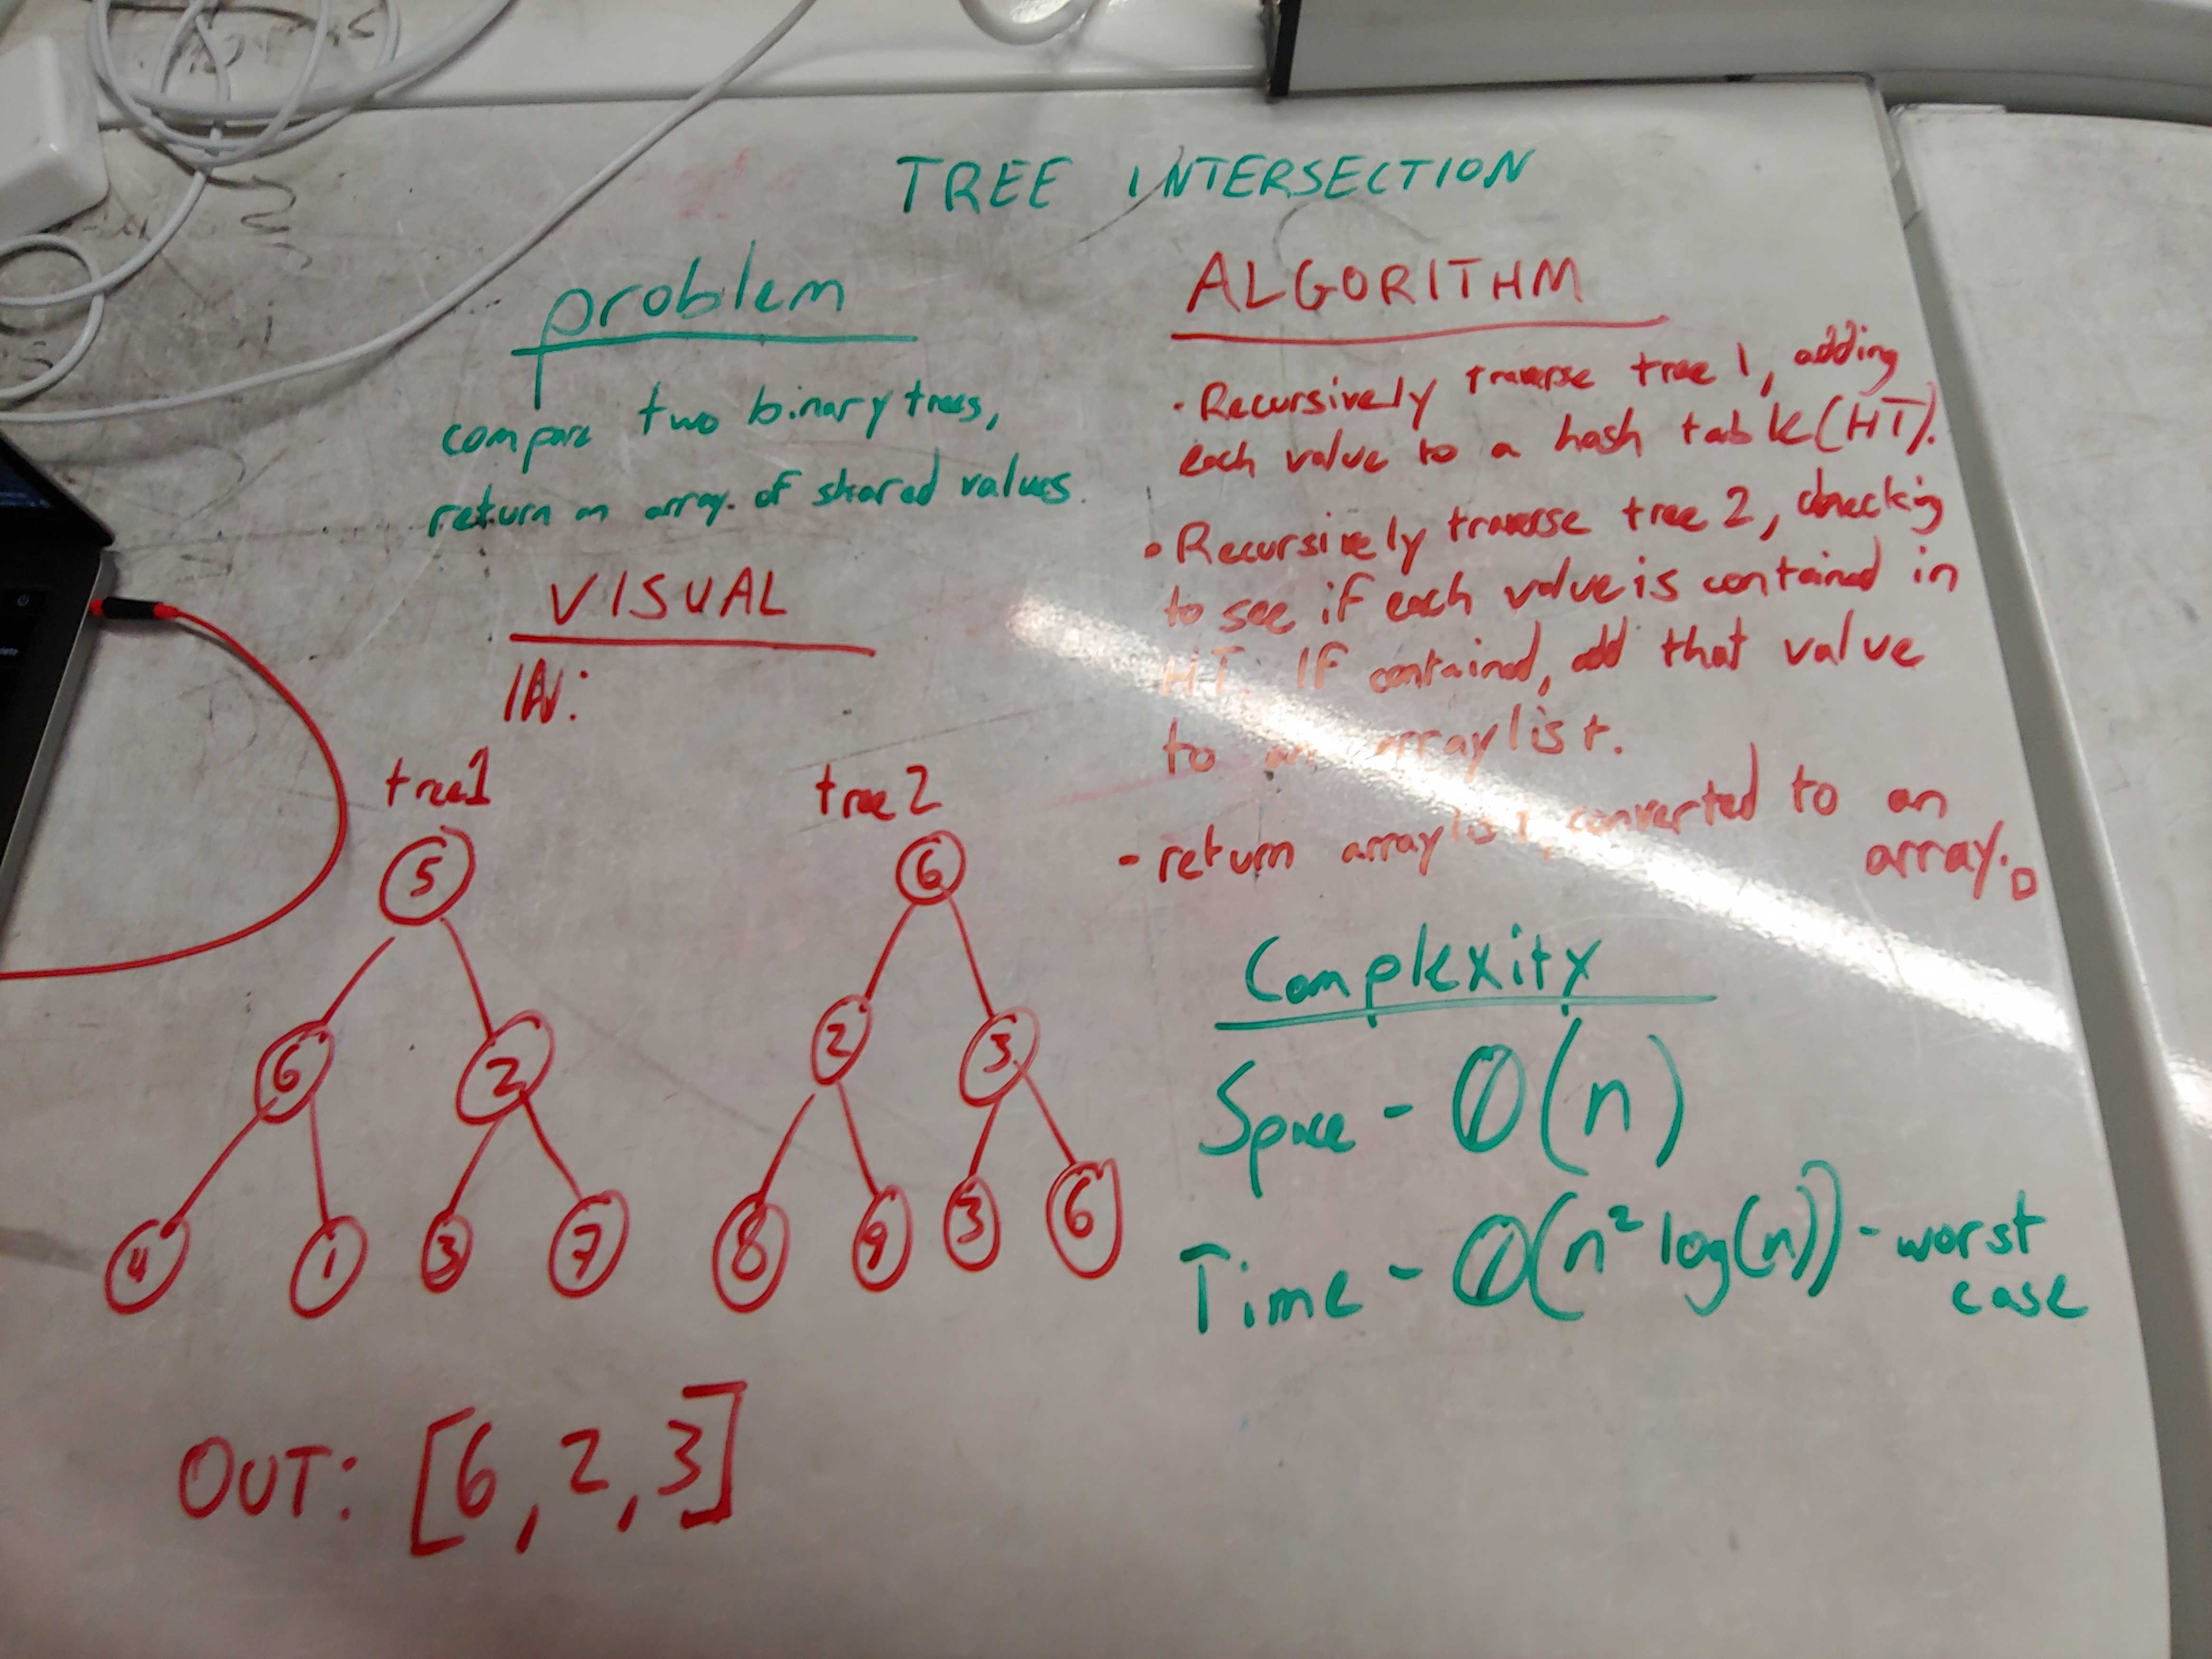 TREE INTERSECTION
problem
compare two binary trees,
return an array. of shared values.
VISUAL
IN:
tree1
5
6 2
4 1 3 7
tree 2
6
2 3
8 9 3 6
OUT: [6, 2, 3]
ALGORITHM
· Recursively traverse tree 1, adding
each value to a hash table (HT).
• Recursively traverse tree 2, checking
to see if each value is contained in
HT. If contained, add that value
to an arraylist.
- return arraylist, converted to an
array.
Complexity
Space - O(n)
Time - O(n² log(n)) - worst
case